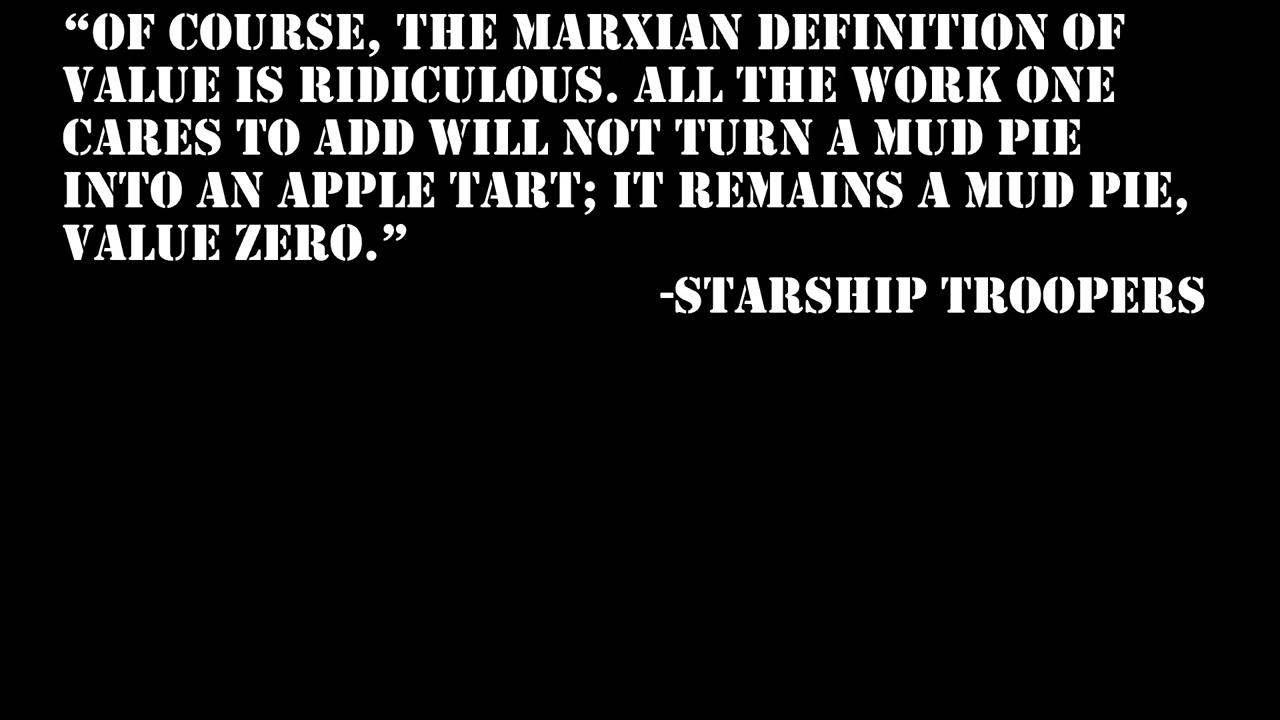 “OF COURSE, THE MARXIAN DEFINITION OF
VALUE IS RIDICULOUS. ALL THE WORK ONE
CARES TO ADD WILL NOT TURN A MUD PIE
INTO AN APPLE TART; IT REMAINS A MUD PIE,
VALUE ZERO.”
-STARSHIP TROOPERS